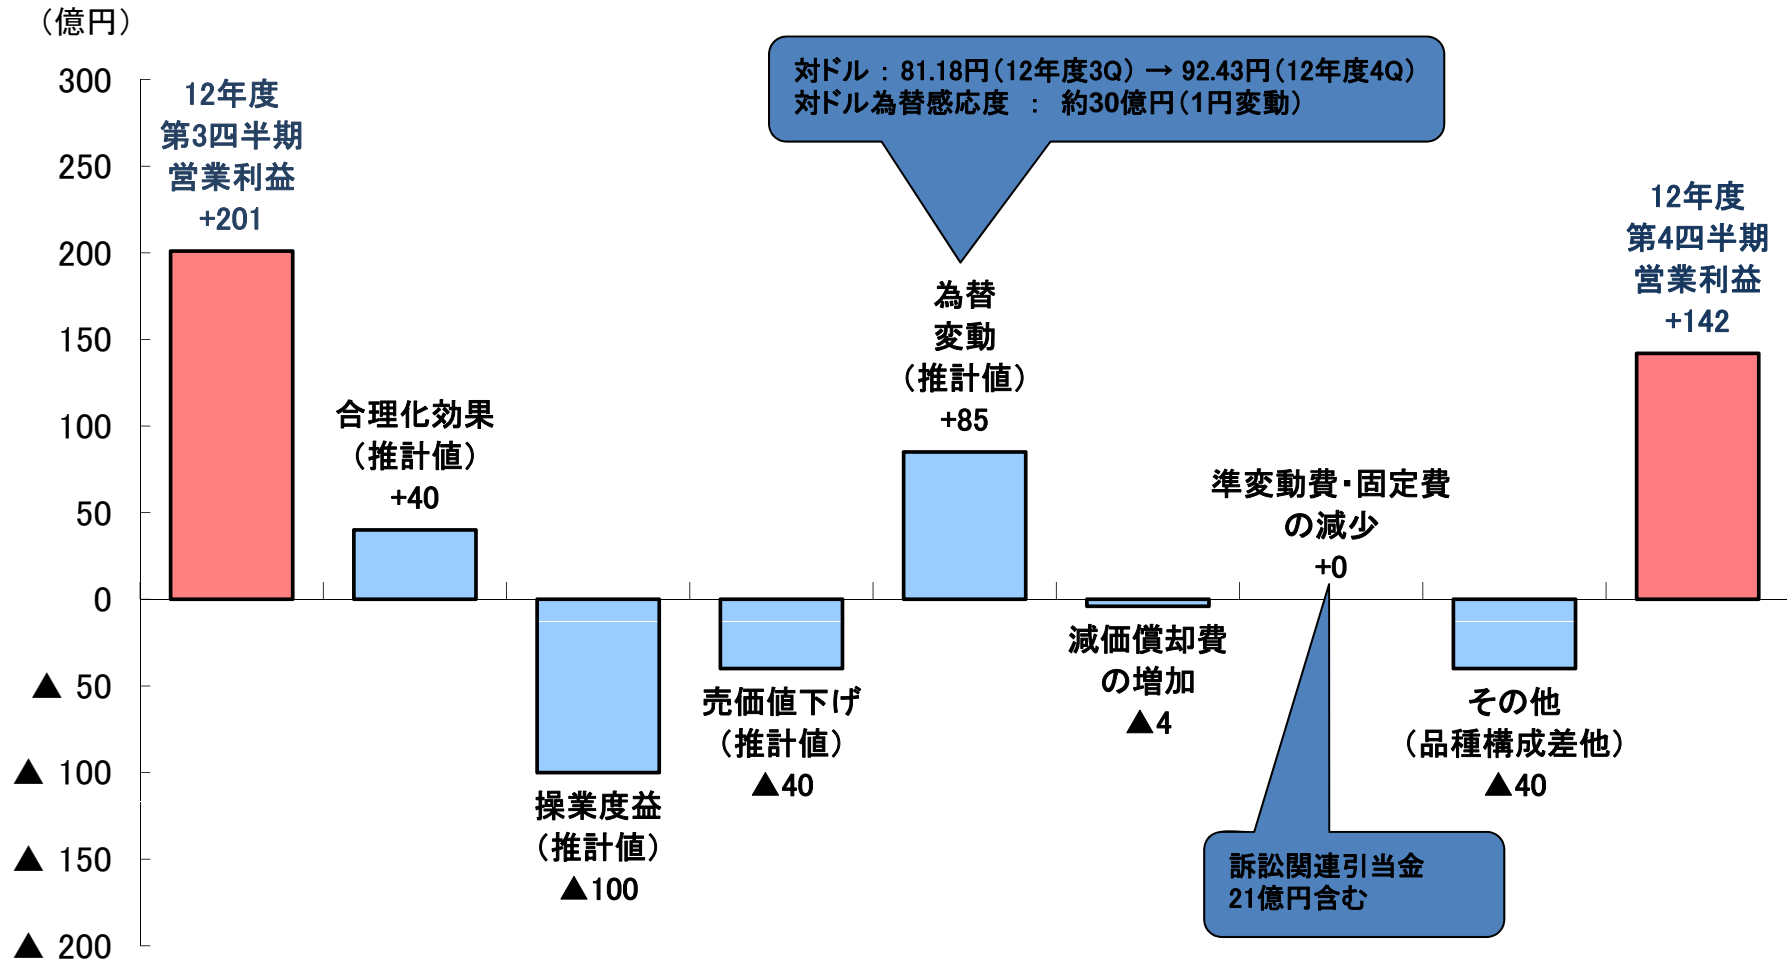 （億円）
300
250
200
150
100
50
0
▲ 50
▲ 100
▲ 150
▲ 200
12年度
第3四半期
営業利益
+201
合理化効果
（推計値）
+40
操業度益
（推計値）
▲100
売価値下げ
（推計値）
▲40
対ドル ： 81.18円（12年度3Q） → 92.43円（12年度4Q）
対ドル為替感応度 ： 約30億円（1円変動）
為替
変動
（推計値）
+85
減価償却費
の増加
▲4
準変動費・固定費
の減少
+0
訴訟関連引当金
21億円含む
その他
（品種構成差他）
▲40
12年度
第4四半期
営業利益
+142